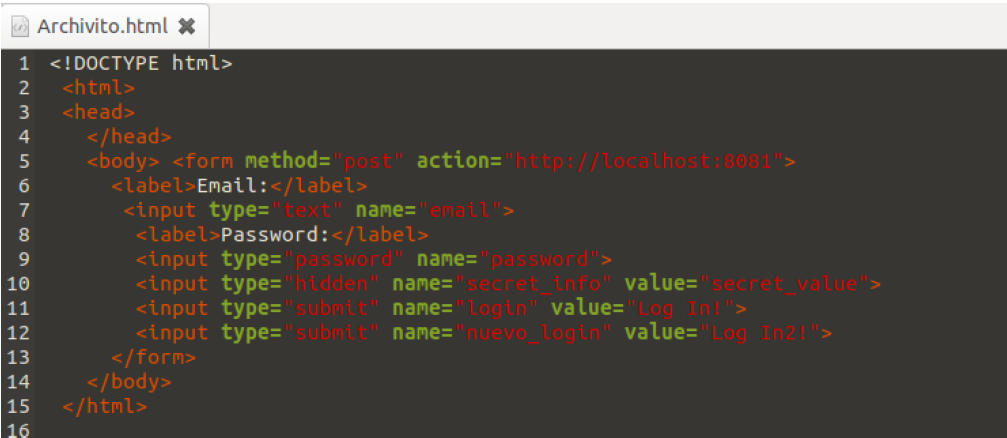 Archivito.html
1 <!DOCTYPE html>
2 <html>
3 <head>
4 </head>
5 <body> <form method="post" action="http://localhost:8081">
6 <label>Email:</label>
7 <input type="text" name="email">
8 <label>Password:</label>
9 <input type="password" name="password">
10 <input type="hidden" name="secret_info" value="secret_value">
11 <input type="submit" name="login" value="Log In!">
12 <input type="submit" name="nuevo_login" value="Log In2!">
13 </form>
14 </body>
15 </html>
16